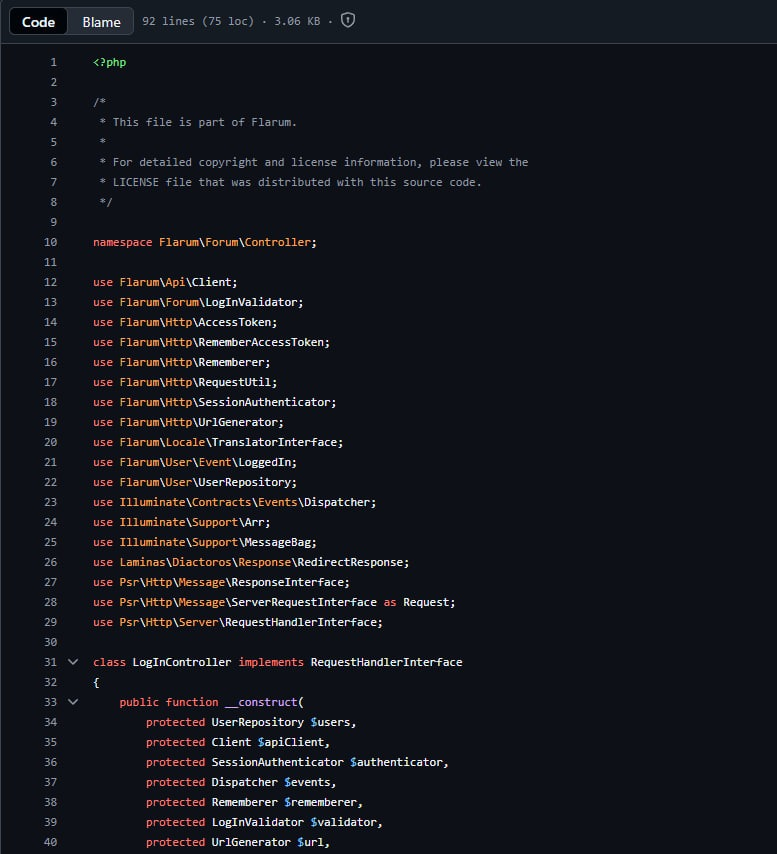 Code Blame 92 lines (75 loc) · 3.06 KB ·
1 <?php
2
3 /*
4  * This file is part of Flarum.
5  *
6  * For detailed copyright and license information, please view the
7  * LICENSE file that was distributed with this source code.
8  */
9
10 namespace Flarum\Forum\Controller;
11
12 use Flarum\Api\Client;
13 use Flarum\Forum\LogInValidator;
14 use Flarum\Http\AccessToken;
15 use Flarum\Http\RememberAccessToken;
16 use Flarum\Http\Rememberer;
17 use Flarum\Http\RequestUtil;
18 use Flarum\Http\SessionAuthenticator;
19 use Flarum\Http\UrlGenerator;
20 use Flarum\Locale\TranslatorInterface;
21 use Flarum\User\Event\LoggedIn;
22 use Flarum\User\UserRepository;
23 use Illuminate\Contracts\Events\Dispatcher;
24 use Illuminate\Support\Arr;
25 use Illuminate\Support\MessageBag;
26 use Laminas\Diactoros\Response\RedirectResponse;
27 use Psr\Http\Message\ResponseInterface;
28 use Psr\Http\Message\ServerRequestInterface as Request;
29 use Psr\Http\Server\RequestHandlerInterface;
30
31 class LogInController implements RequestHandlerInterface
32 {
33     public function __construct(
34         protected UserRepository $users,
35         protected Client $apiClient,
36         protected SessionAuthenticator $authenticator,
37         protected Dispatcher $events,
38         protected Rememberer $rememberer,
39         protected LogInValidator $validator,
40         protected UrlGenerator $url,